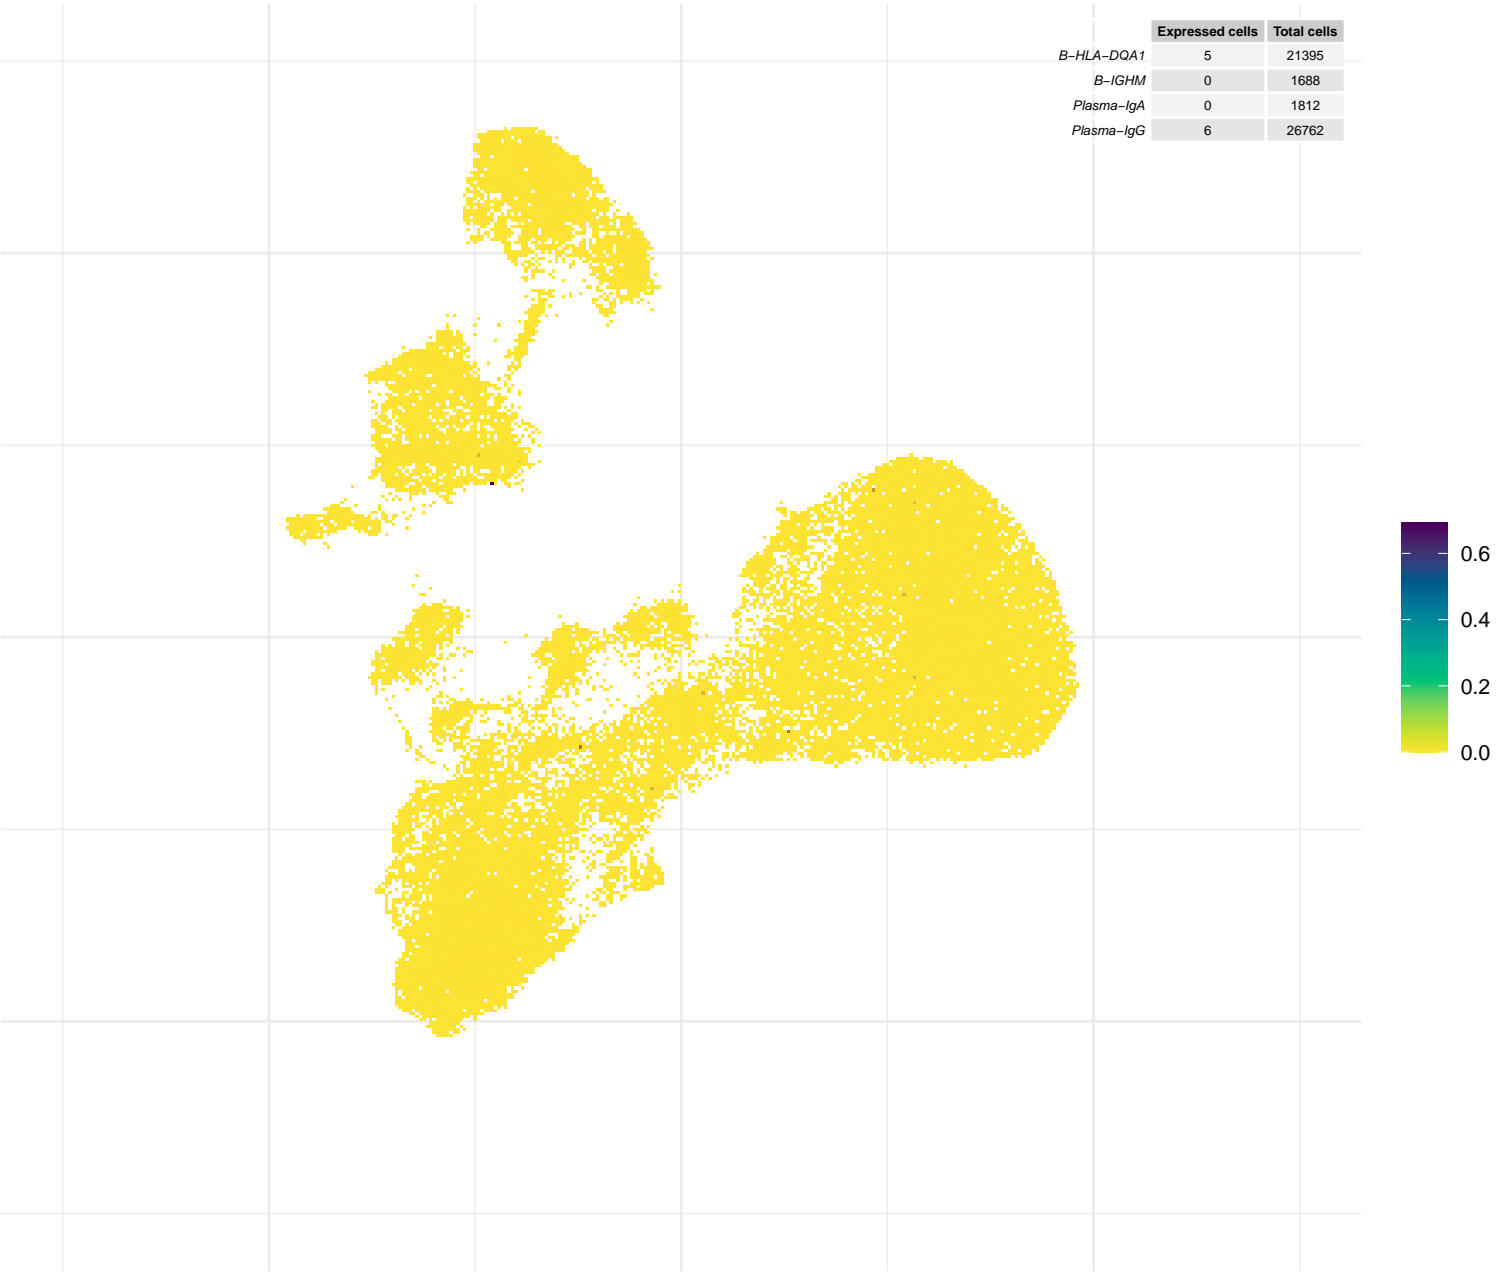 Expressed cells Total cells
B−HLA−DQA1 5 21395
B−IGHM 0 1688
Plasma−IgA 0 1812
Plasma−IgG 6 26762
0.6
0.4
0.2
0.0